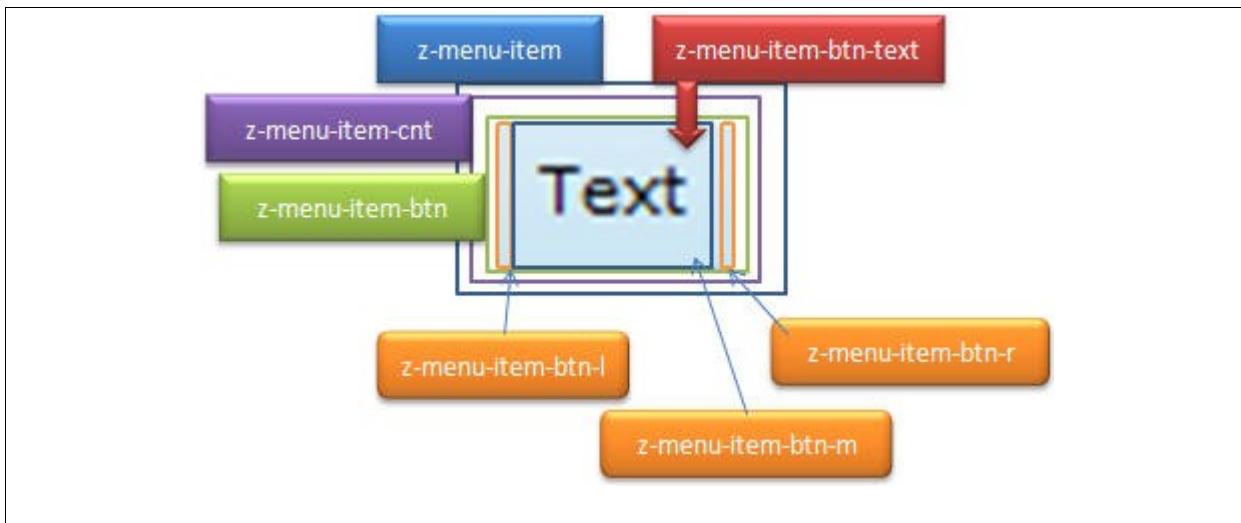 z-menu-item
z-menu-item-btn-text
z-menu-item-cnt
z-menu-item-btn
Text
z-menu-item-btn-l
z-menu-item-btn-r
z-menu-item-btn-m